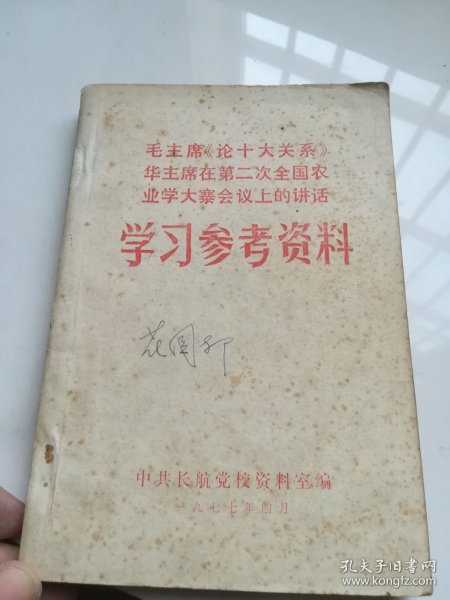 毛主席《论十大关系》
华主席在第二次全国农
业学大寨会议上的讲话
学习参考资料
花园
中共长航党校资料室编
一九七七年四月
孔夫子旧书网
www.kongfz.com